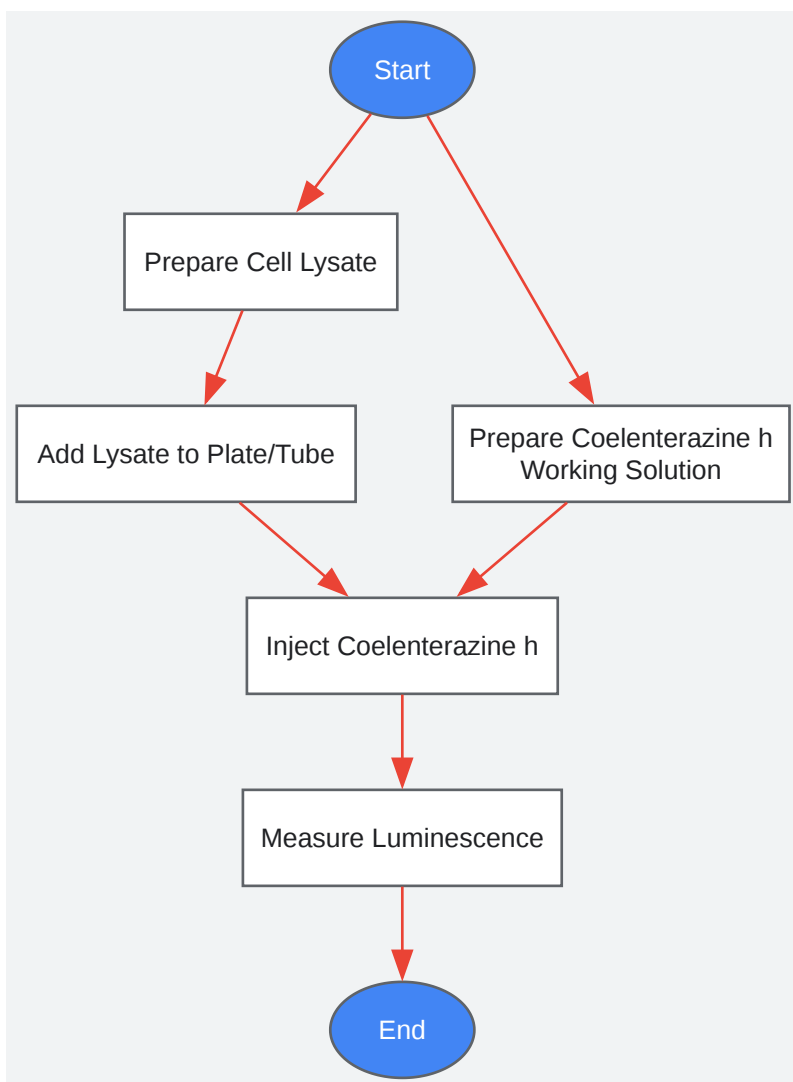 Start
Prepare Cell Lysate
Add Lysate to Plate/Tube
Prepare Coelenterazine h
Working Solution
Inject Coelenterazine h
Measure Luminescence
End